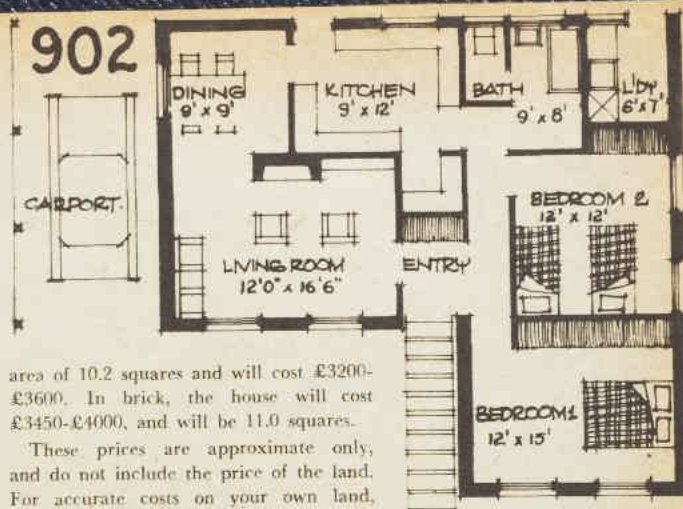 902
DINING
9' x 9'
KITCHEN
9' x 12'
BATH
9' x 8'
L'DY
6' x 7'
CARPORT.
BEDROOM 2
12' x 12'
LIVING ROOM
12'0" x 16'6"
ENTRY
BEDROOM 1
12' x 15'
area of 10.2 squares and will cost £3200-
£3600. In brick, the house will cost
£3450-£4000, and will be 11.0 squares.
These prices are approximate only,
and do not include the price of the land.
For accurate costs on your own land,